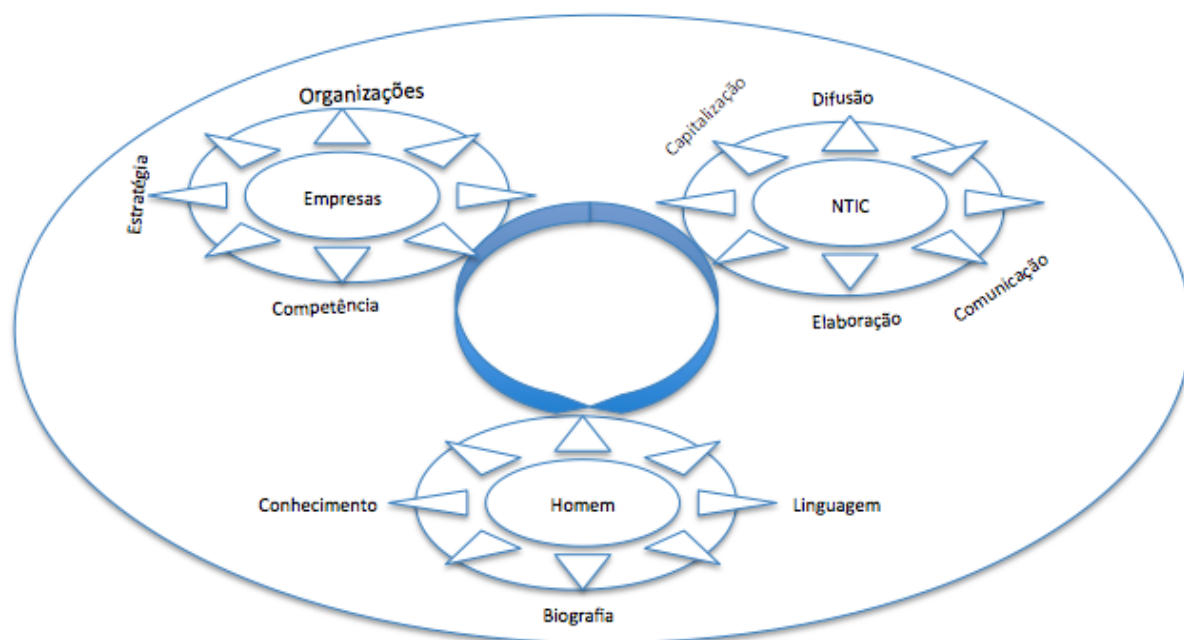 Organizações
Estratégia
Empresas
Competência
Capitalização
Difusão
NTIC
Comunicação
Elaboração
Conhecimento
Homem
Linguagem
Biografia